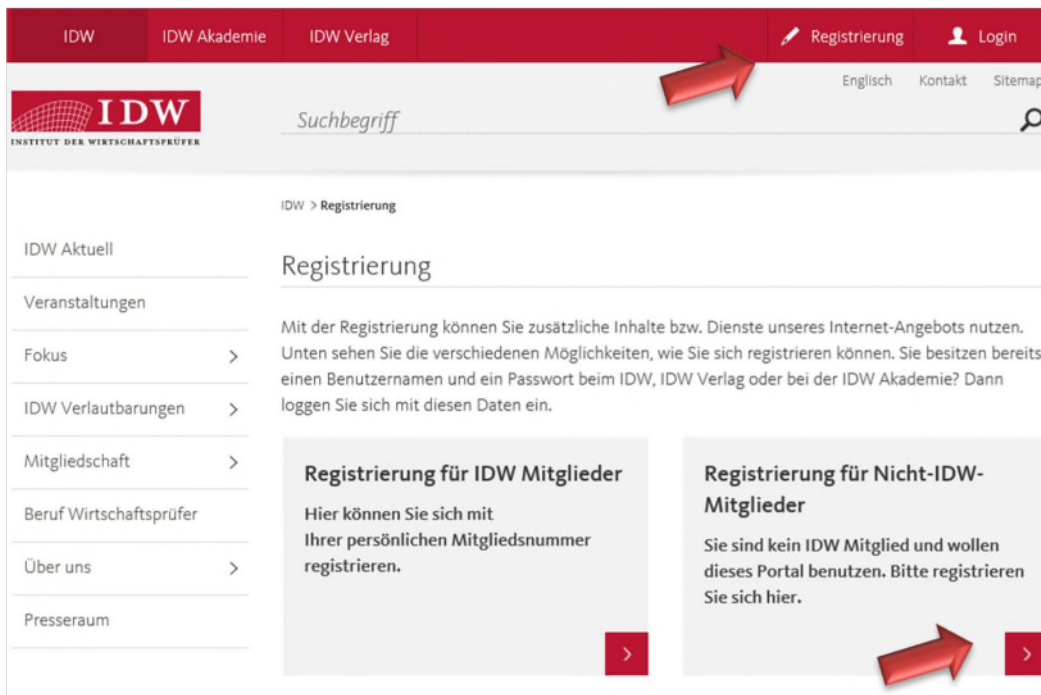 IDW IDW Akademie IDW Verlag Registrierung Login
Englisch Kontakt Sitemap
IDW
INSTITUT DER WIRTSCHAFTSPRÜFER
Suchbegriff
IDW > Registrierung
IDW Aktuell
Veranstaltungen
Fokus
IDW Verlautbarungen
Mitgliedschaft
Beruf Wirtschaftsprüfer
Über uns
Presseraum
Registrierung
Mit der Registrierung können Sie zusätzliche Inhalte bzw. Dienste unseres Internet-Angebots nutzen.
Unten sehen Sie die verschiedenen Möglichkeiten, wie Sie sich registrieren können. Sie besitzen bereits
einen Benutzernamen und ein Passwort beim IDW, IDW Verlag oder bei der IDW Akademie? Dann
loggen Sie sich mit diesen Daten ein.
Registrierung für IDW Mitglieder
Hier können Sie sich mit
Ihrer persönlichen Mitgliedsnummer
registrieren.
Registrierung für Nicht-IDW-
Mitglieder
Sie sind kein IDW Mitglied und wollen
dieses Portal benutzen. Bitte registrieren
Sie sich hier.